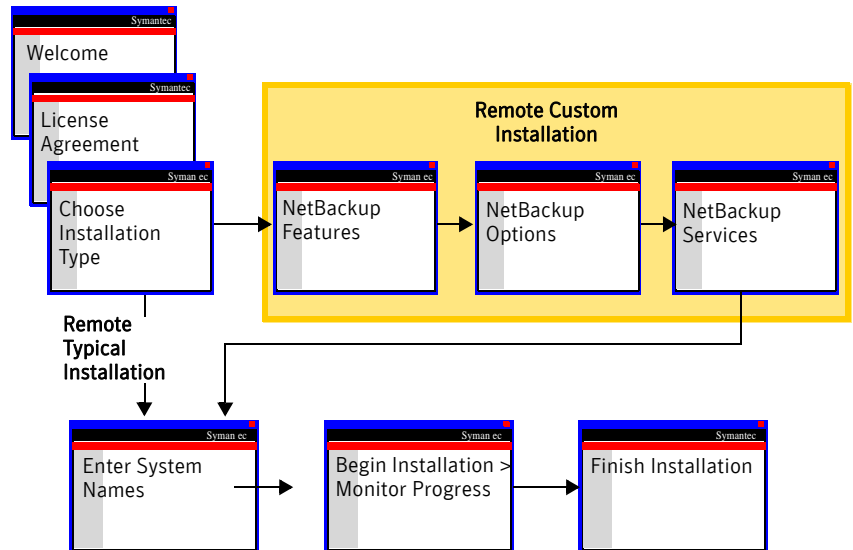 Symantec
Welcome
Symantec
License
Agreement
Syman ec
Choose
Installation
Type
Remote Custom
Installation
Syman ec
NetBackup
Features
Syman ec
NetBackup
Options
Syman ec
NetBackup
Services
Remote
Typical
Installation
Syman ec
Enter System
Names
Syman ec
Begin Installation >
Monitor Progress
Symantec
Finish Installation